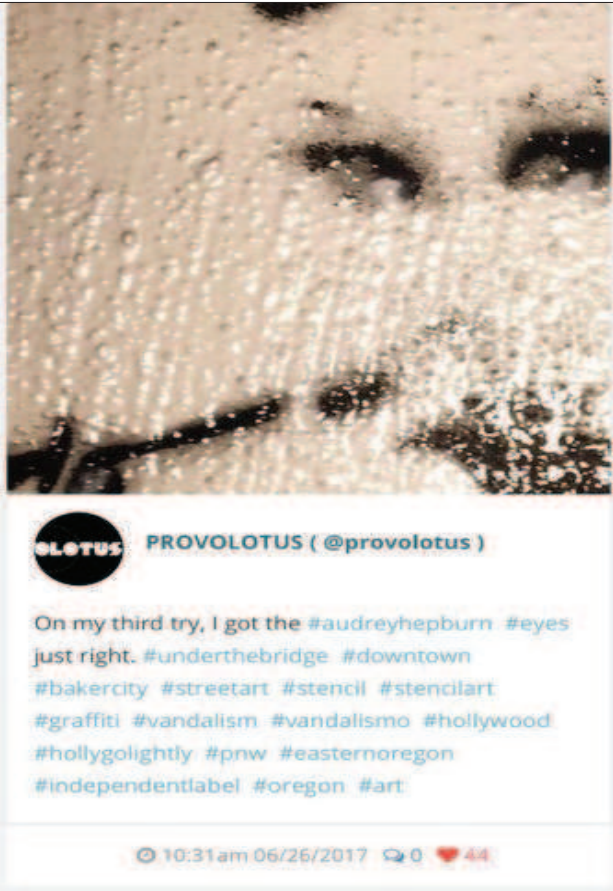 OLOTUS
PROVOLOTUS ( @provolotus )
On my third try, I got the #audreyhepburn #eyes
just right. #underthebridge #downtown
#bakercity #streetart #stencil #stencilart
#graffiti #vandalism #vandalismo #hollywood
#hollygolightly #pnw #easternoregon
#independentlabel #oregon #art
10:31am 06/26/2017 0 44